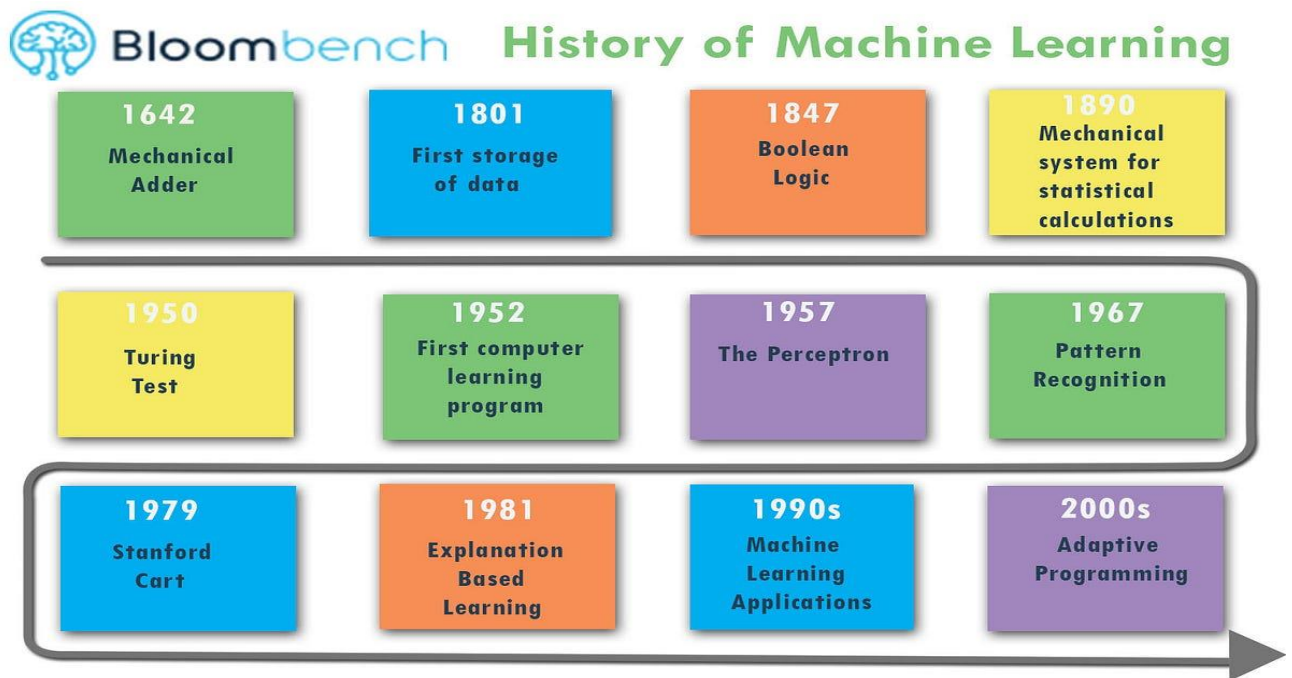 Bloombench
History of Machine Learning
1642
Mechanical
Adder
1801
First storage
of data
1847
Boolean
Logic
1890
Mechanical
system for
statistical
calculations
1950
Turing
Test
1952
First computer
learning
program
1957
The Perceptron
1967
Pattern
Recognition
1979
Stanford
Cart
1981
Explanation
Based
Learning
1990s
Machine
Learning
Applications
2000s
Adaptive
Programming